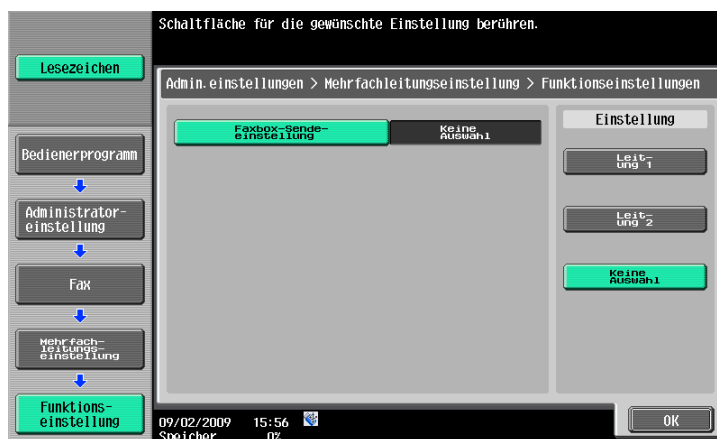 Schaltfläche für die gewünschte Einstellung berühren.
Lesezeichen
Admin.einstellungen > Mehrfachleitungseinstellung > Funktionseinstellungen
Faxbox-Sende-
einstellung
Keine
Auswahl
Einstellung
Leit-
ung 1
Leit-
ung 2
Keine
Auswahl
Bedienerprogramm
Administrator-
einstellung
Fax
Mehrfach-
leitungs-
einstellung
Funktions-
einstellung
09/02/2009 15:56
Speicher 0%
OK